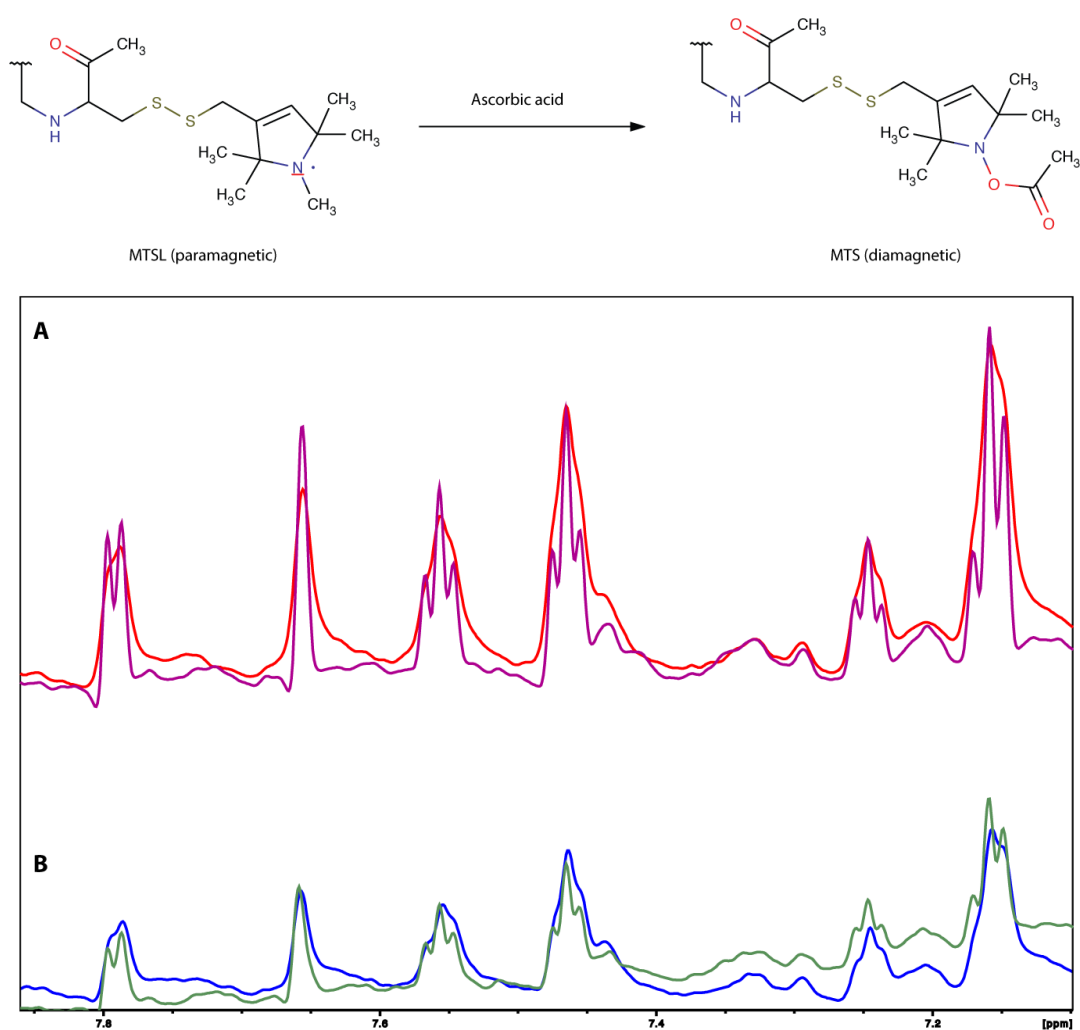 O CH₃
N
H
S
S
CH₃
CH₃
H₃C
N ·
H₃C
CH₃
Ascorbic acid
O CH₃
N
H
S
S
CH₃
CH₃
H₃C
N
H₃C
CH₃
O
O
MTSL (paramagnetic)
MTS (diamagnetic)
A
B
7.8 7.6 7.4 7.2 [ppm]